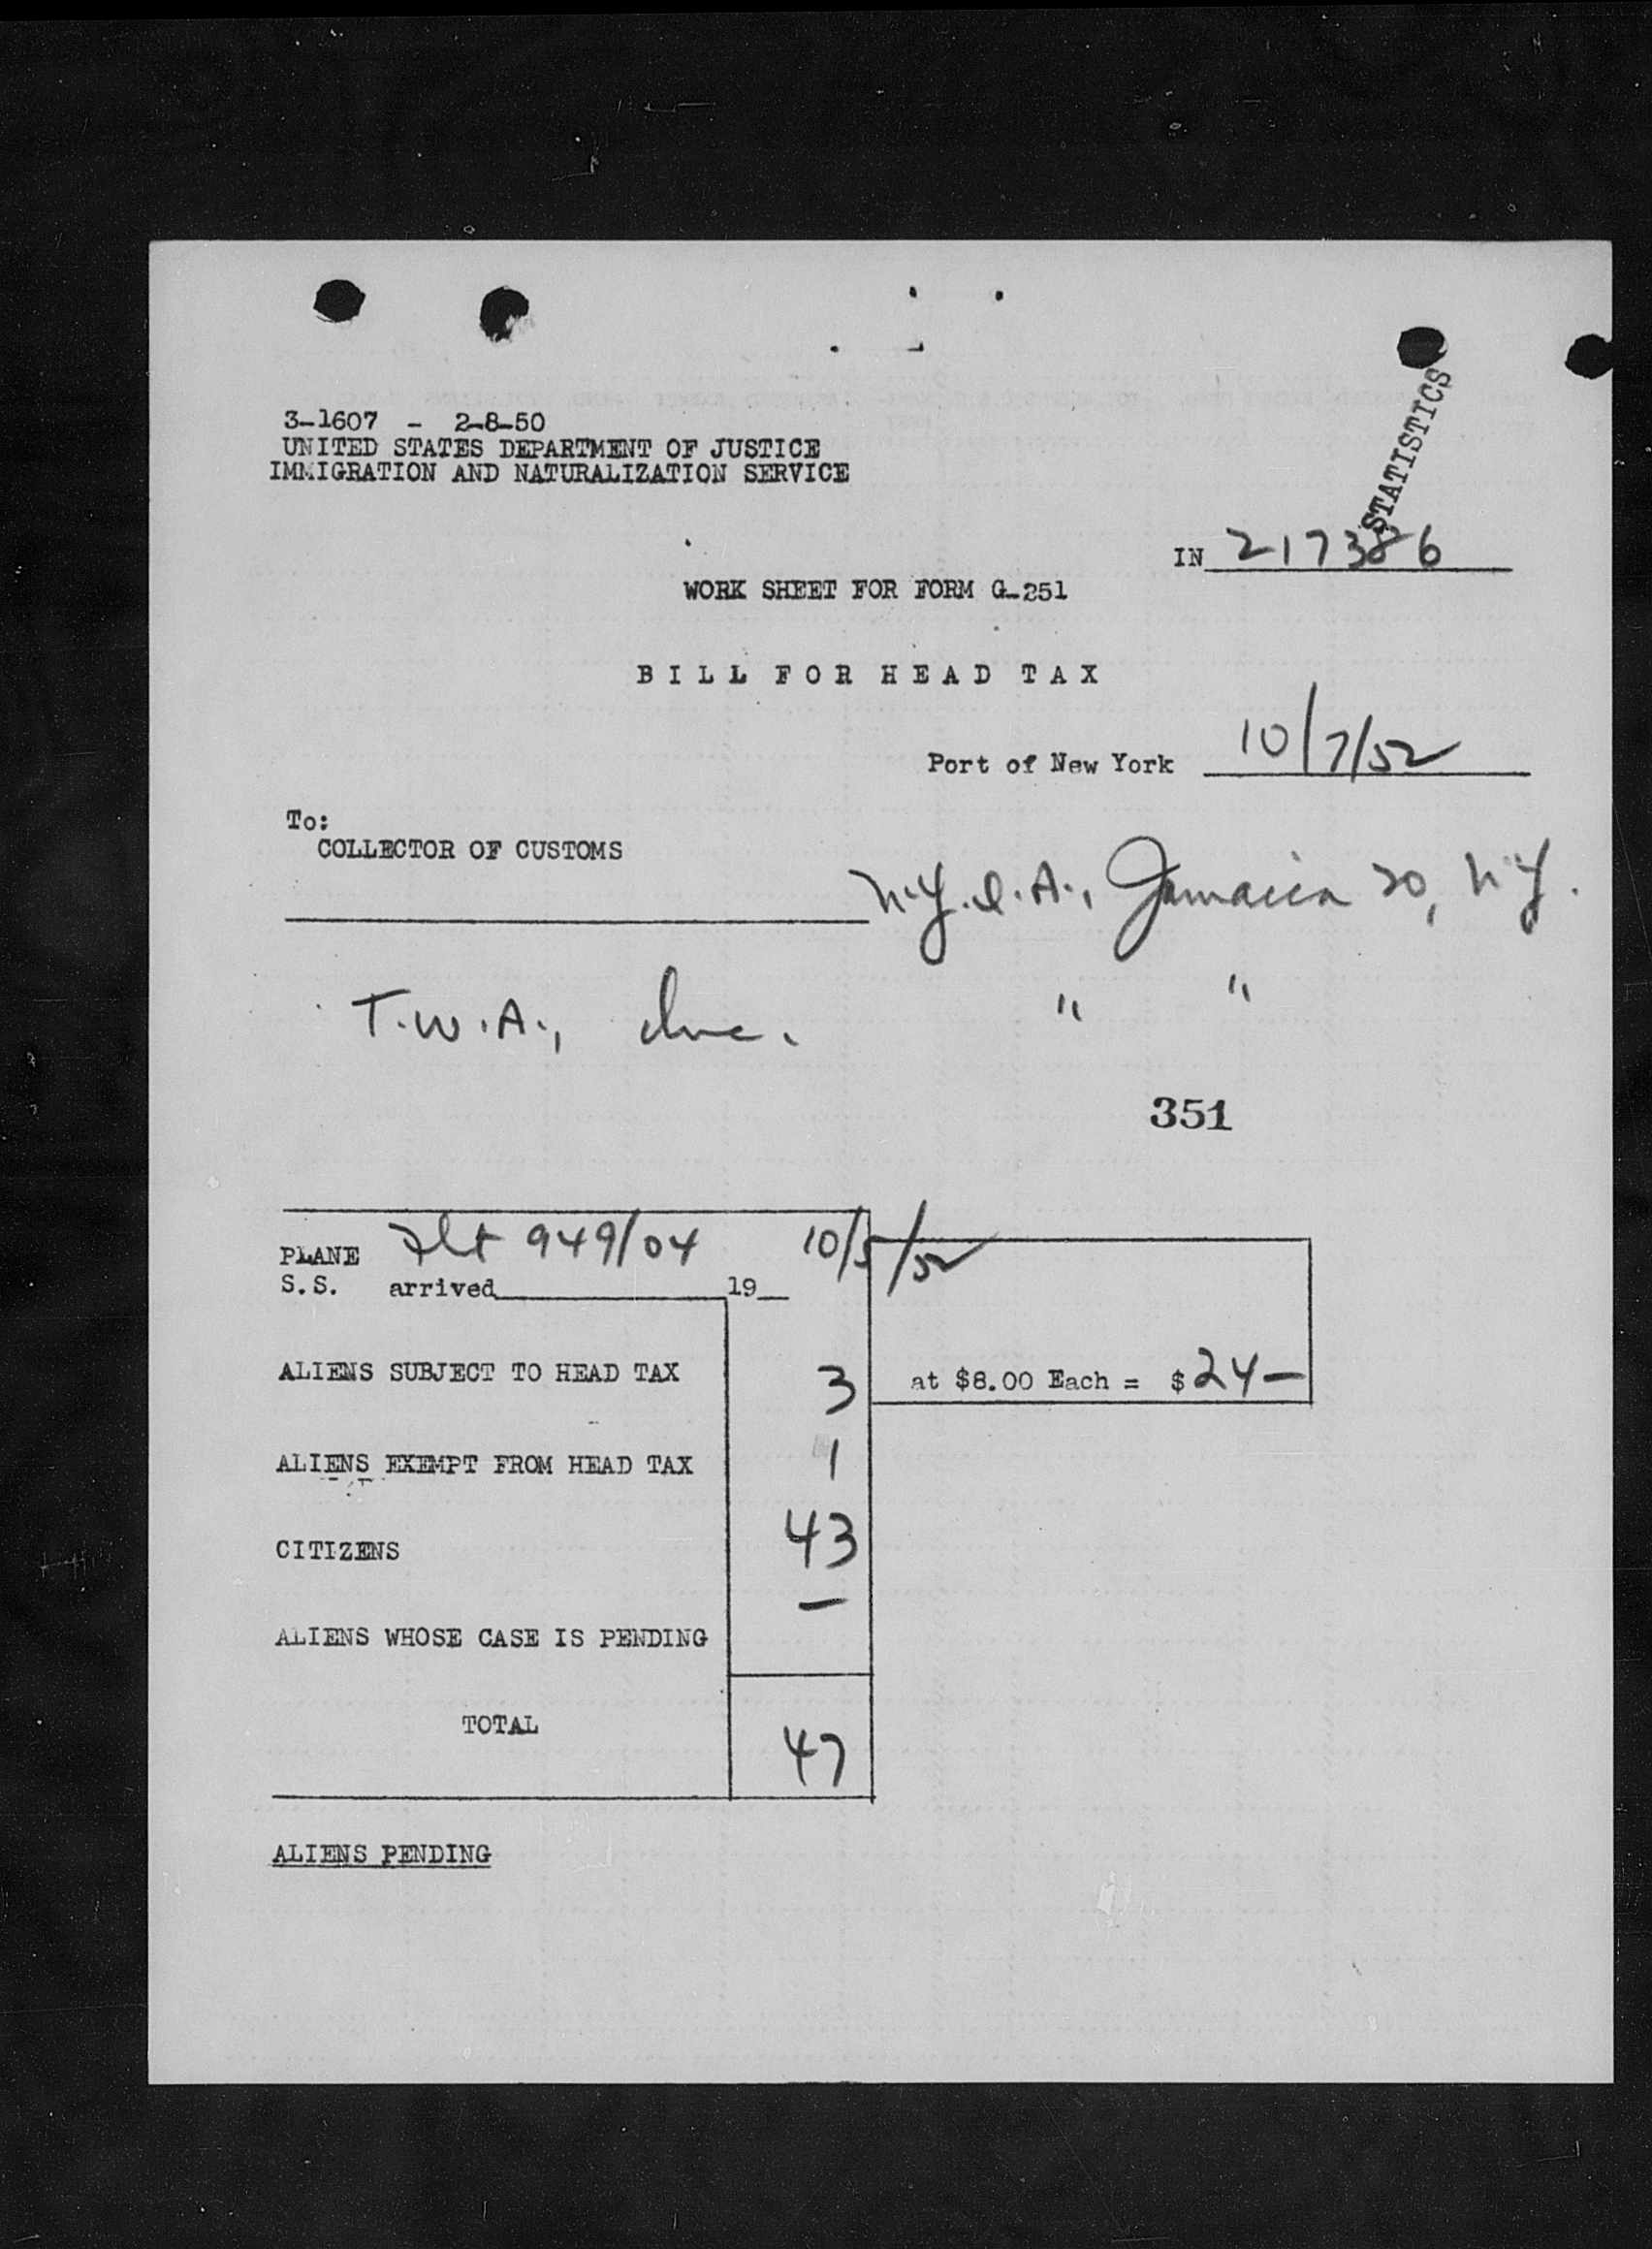 STATISTICS
3-1607 - 2-8-50
UNITED STATES DEPARTMENT OF JUSTICE
IMMIGRATION AND NATURALIZATION SERVICE
IN 217386
WORK SHEET FOR FORM G-251
BILL FOR HEAD TAX
Port of New York 10/7/52
To:
COLLECTOR OF CUSTOMS
N.Y.I.A., Jamaica 30, N.Y.
T.W.A., Inc. " "
351
PLANE Flt 949/04 10/5/52
S.S. arrived 19
ALIENS SUBJECT TO HEAD TAX 3 at $8.00 Each = $24—
ALIENS EXEMPT FROM HEAD TAX 1
CITIZENS 43
ALIENS WHOSE CASE IS PENDING —
TOTAL 47
ALIENS PENDING